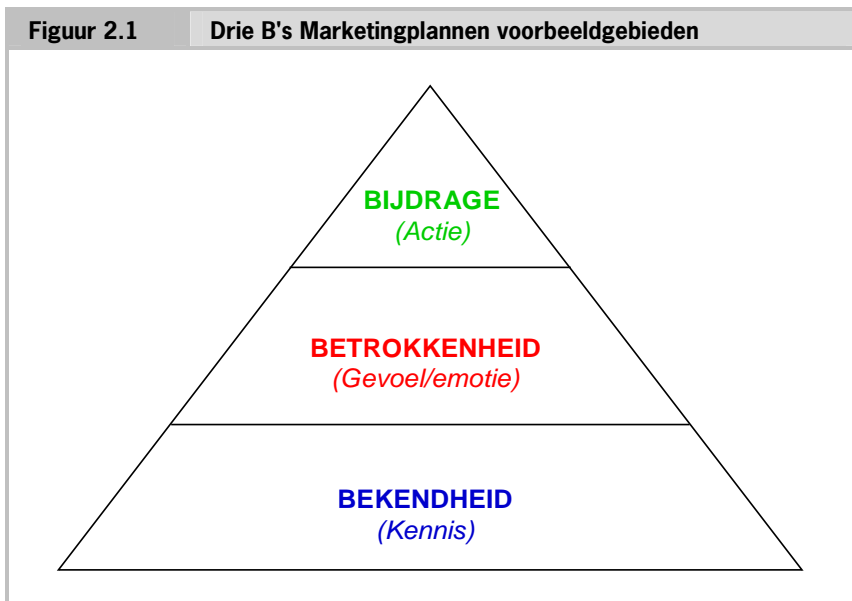 Figuur 2.1 Drie B's Marketingplannen voorbeeldgebieden
BIJDRAGE
(Actie)
BETROKKENHEID
(Gevoel/emotie)
BEKENDHEID
(Kennis)